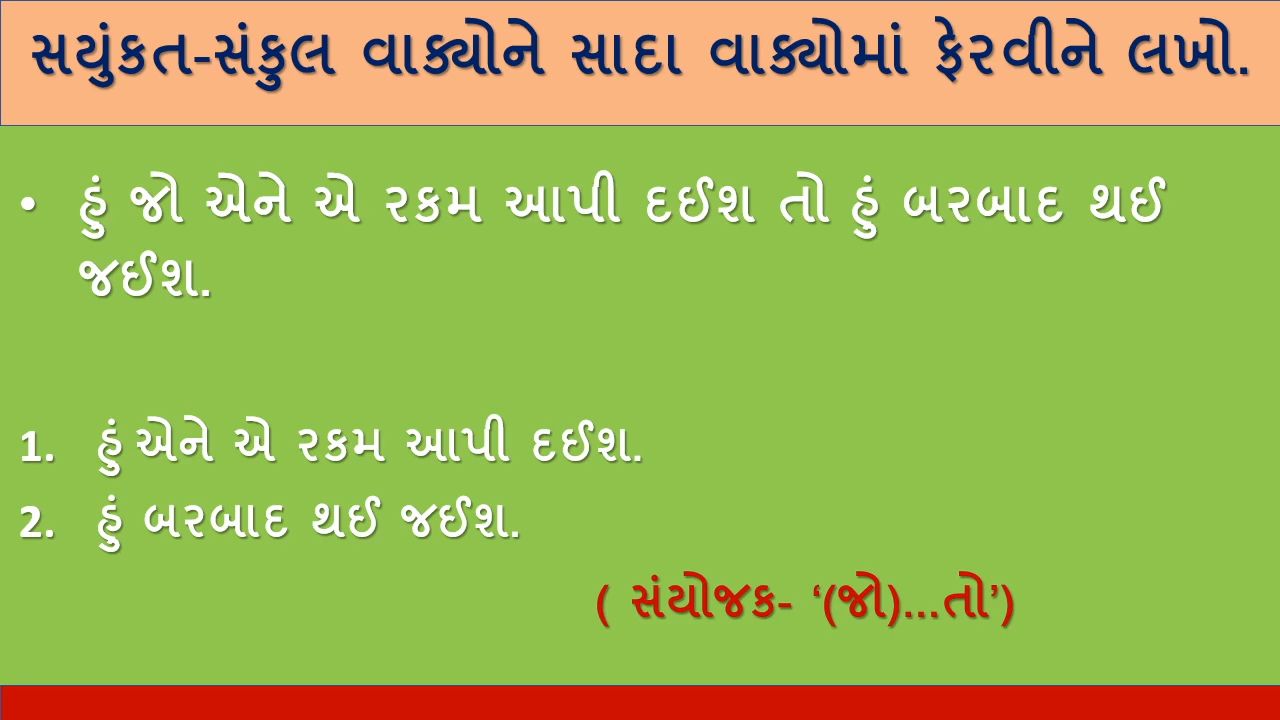 સયુંકત-સંકુલ વાક્યોને સાદા વાક્યોમાં ફેરવીને લખો.
• હું જો એને એ રકમ આપી દઈશ તો હું બરબાદ થઈ
જઈશ.
1. હું એને એ રકમ આપી દઈશ.
2. હું બરબાદ થઈ જઈશ.
( સંયોજક- ‘(જો)...તો’)